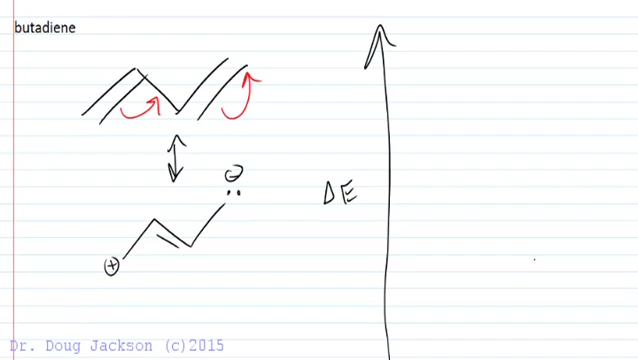 butadiene
⊖
ΔE
⊕
Dr. Doug Jackson (c)2015